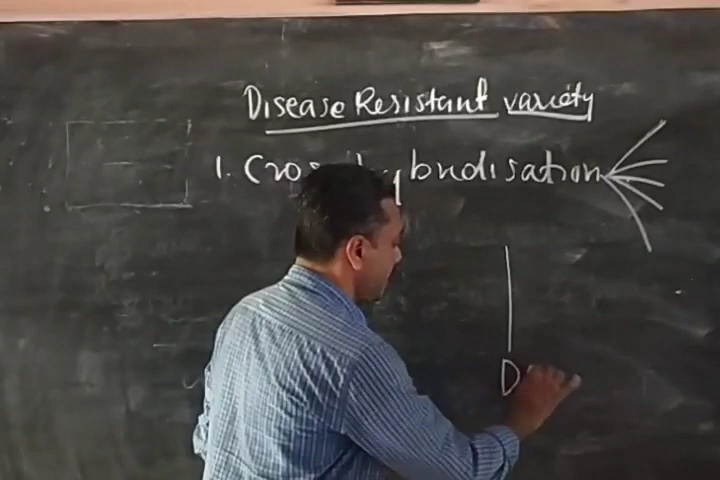 Disease Resistant variety
1. Cross hybridisation
D